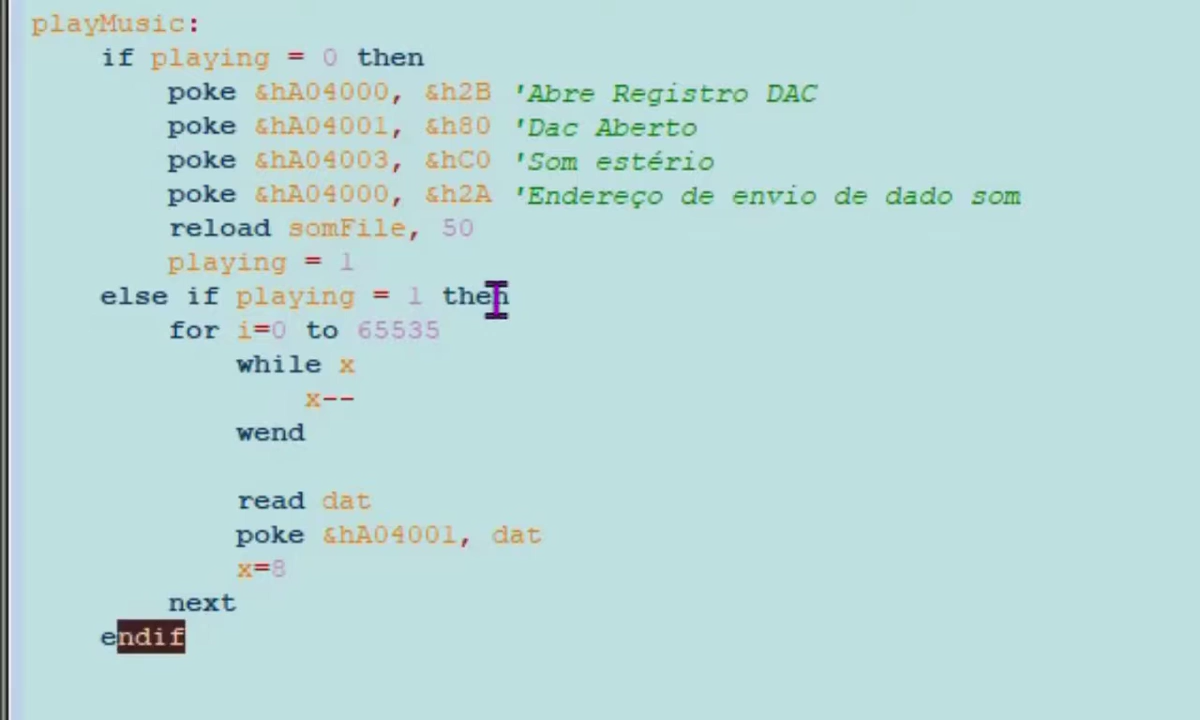 playMusic:
if playing = 0 then
poke &hA04000, &h2B 'Abre Registro DAC
poke &hA04001, &h80 'Dac Aberto
poke &hA04003, &hC0 'Som estério
poke &hA04000, &h2A 'Endereço de envio de dado som
reload somFile, 50
playing = 1
else if playing = 1 then
for i=0 to 65535
while x
x--
wend
read dat
poke &hA04001, dat
x=8
next
endif